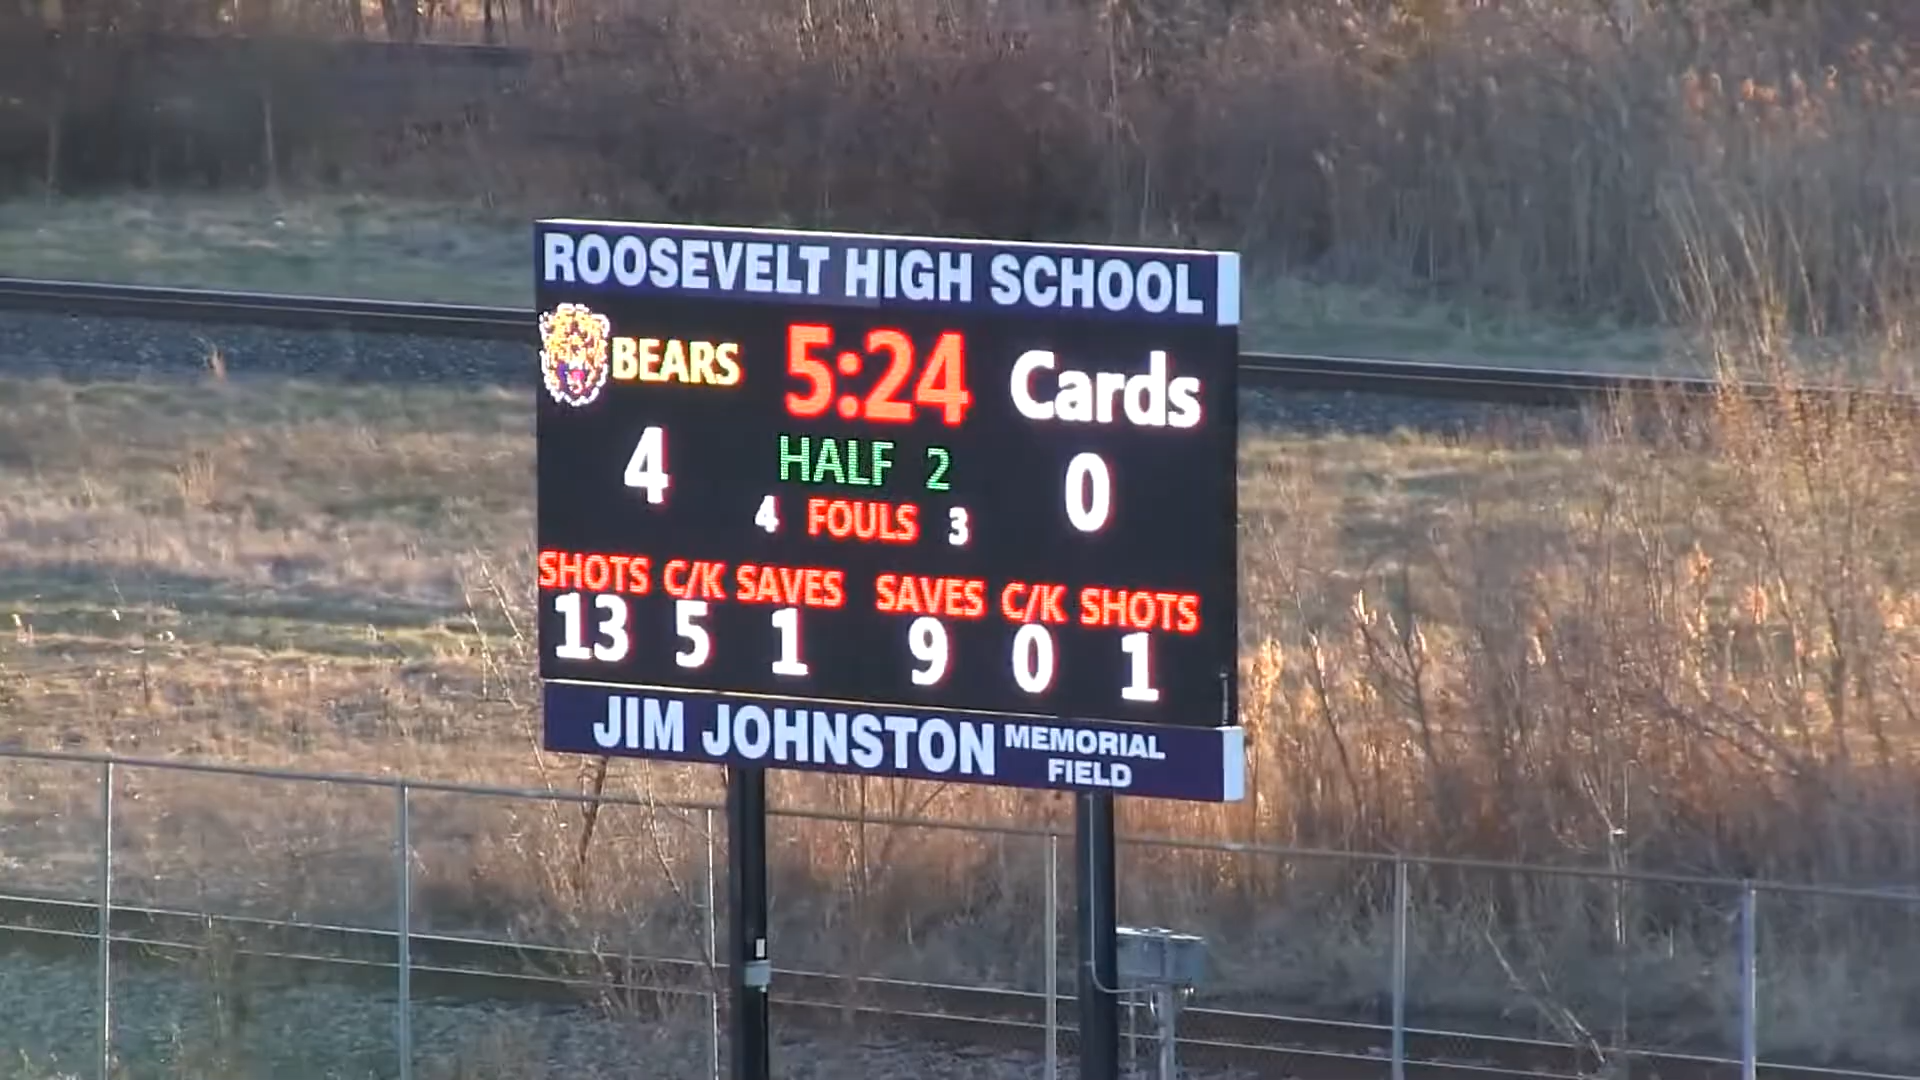 ROOSEVELT HIGH SCHOOL
BEARS 5:24 Cards
4 HALF 2 0
4 FOULS 3
SHOTS C/K SAVES SAVES C/K SHOTS
13 5 1 9 0 1
JIM JOHNSTON MEMORIAL
FIELD